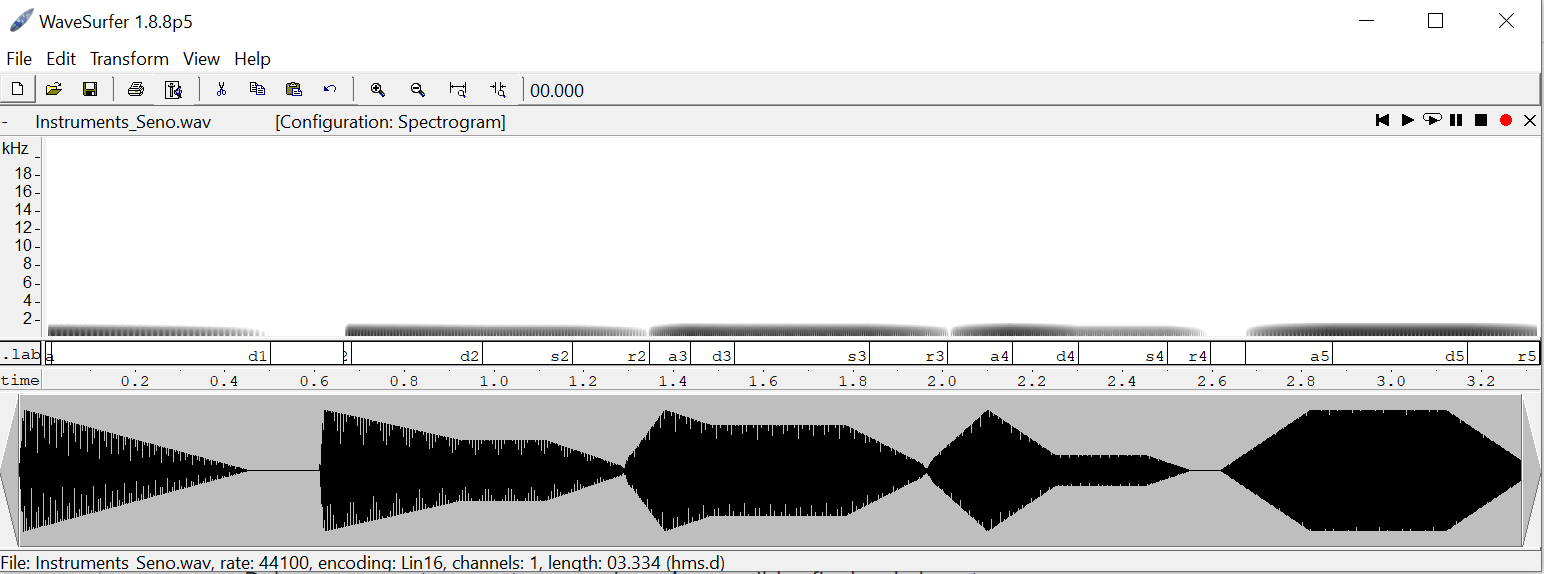 WaveSurfer 1.8.8p5
File Edit Transform View Help
00.000
- Instruments_Seno.wav [Configuration: Spectrogram]
kHz
18
16
14
12
10
8
6
4
2
.lab a d1 2 d2 s2 r2 a3 d3 s3 r3 a4 d4 s4 r4 a5 d5 r5
time 0.2 0.4 0.6 0.8 1.0 1.2 1.4 1.6 1.8 2.0 2.2 2.4 2.6 2.8 3.0 3.2
File: Instruments_Seno.wav, rate: 44100, encoding: Lin16, channels: 1, length: 03.334 (hms.d)